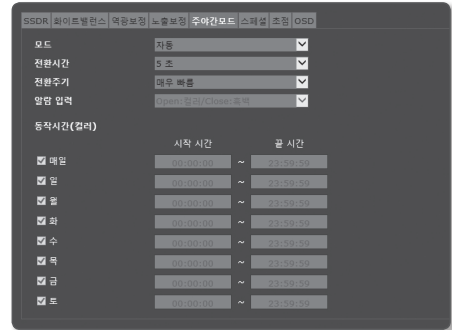 SSDR 화이트밸런스 역광보정 노출보정 주야간모드 스페셜 초점 OSD
모드 자동
전환시간 5 초
전환주기 매우 빠름
알람 입력 Open:컬러/Close:흑백
동작시간(컬러)
시작 시간 끝 시간
매일 00:00:00 ~ 23:59:59
일 00:00:00 ~ 23:59:59
월 00:00:00 ~ 23:59:59
화 00:00:00 ~ 23:59:59
수 00:00:00 ~ 23:59:59
목 00:00:00 ~ 23:59:59
금 00:00:00 ~ 23:59:59
토 00:00:00 ~ 23:59:59